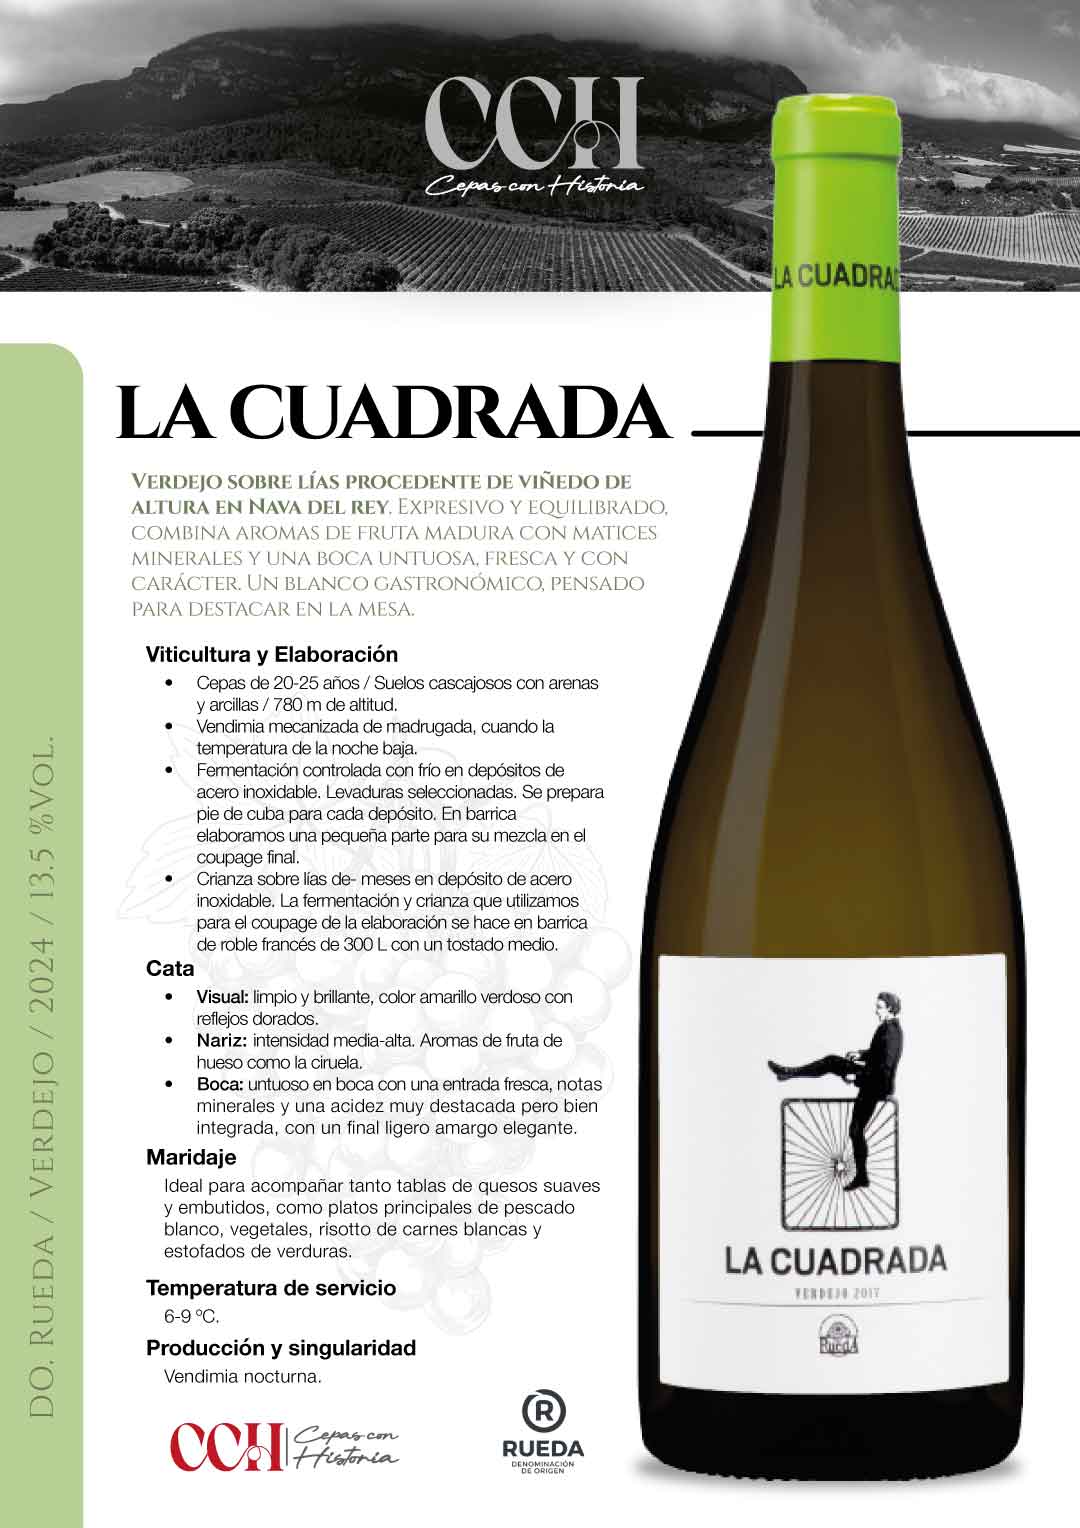 CCH
Cepas con Historia
LA CUADRAD
LA CUADRADA
VERDEJO SOBRE LÍAS PROCEDENTE DE VIÑEDO DE
ALTURA EN NAVA DEL REY. EXPRESIVO Y EQUILIBRADO,
COMBINA AROMAS DE FRUTA MADURA CON MATICES
MINERALES Y UNA BOCA UNTUOSA, FRESCA Y CON
CARÁCTER. UN BLANCO GASTRONÓMICO, PENSADO
PARA DESTACAR EN LA MESA.
Viticultura y Elaboración
• Cepas de 20-25 años / Suelos cascajosos con arenas
y arcillas / 780 m de altitud.
• Vendimia mecanizada de madrugada, cuando la
temperatura de la noche baja.
• Fermentación controlada con frío en depósitos de
acero inoxidable. Levaduras seleccionadas. Se prepara
pie de cuba para cada depósito. En barrica
elaboramos una pequeña parte para su mezcla en el
coupage final.
• Crianza sobre lías de- meses en depósito de acero
inoxidable. La fermentación y crianza que utilizamos
para el coupage de la elaboración se hace en barrica
de roble francés de 300 L con un tostado medio.
Cata
• Visual: limpio y brillante, color amarillo verdoso con
reflejos dorados.
• Nariz: intensidad media-alta. Aromas de fruta de
hueso como la ciruela.
• Boca: untuoso en boca con una entrada fresca, notas
minerales y una acidez muy destacada pero bien
integrada, con un final ligero amargo elegante.
Maridaje
Ideal para acompañar tanto tablas de quesos suaves
y embutidos, como platos principales de pescado
blanco, vegetales, risotto de carnes blancas y
estofados de verduras.
Temperatura de servicio
6-9 ºC.
Producción y singularidad
Vendimia nocturna.
DO. RUEDA / VERDEJO / 2024 / 13.5 %VOL.
LA CUADRADA
VERDEJO 2017
RuedA
CCH
Cepas con
Historia
R
RUEDA
DENOMINACIÓN
DE ORIGEN